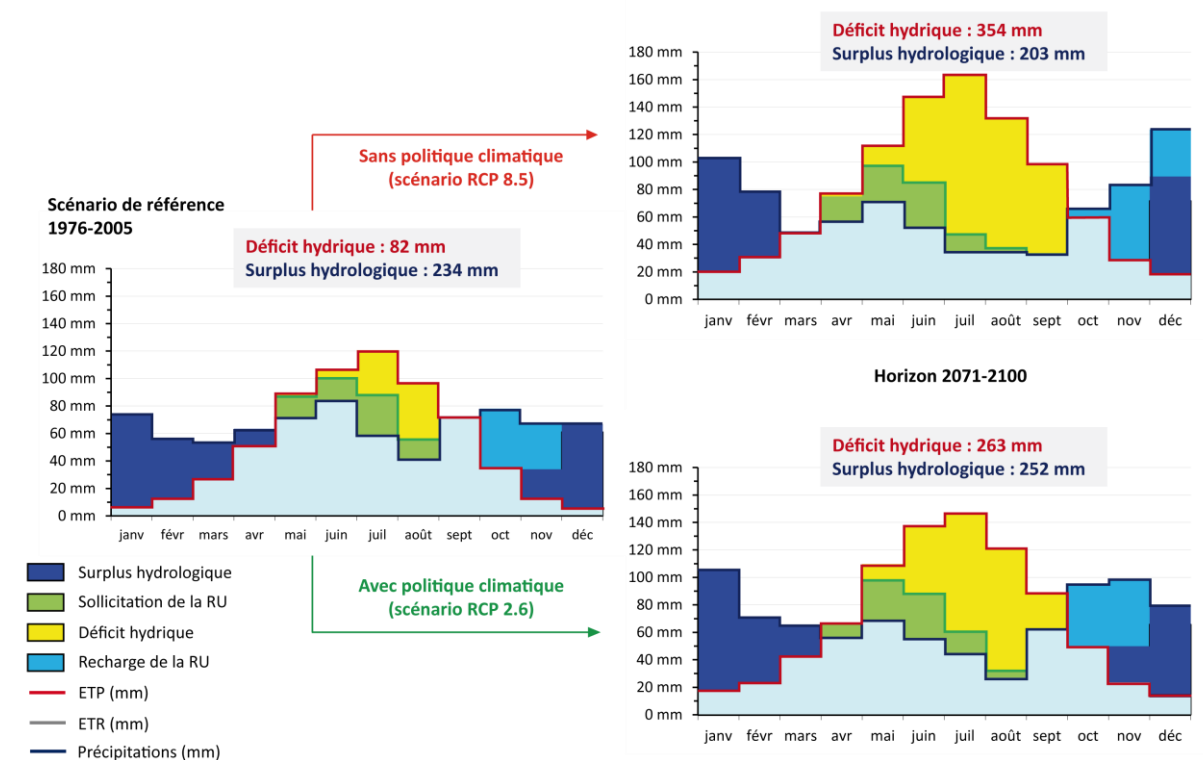 Déficit hydrique : 354 mm
Surplus hydrologique : 203 mm
180 mm
160 mm
140 mm
120 mm
100 mm
80 mm
60 mm
40 mm
20 mm
0 mm
janv févr mars avr mai juin juil août sept oct nov déc
Sans politique climatique
(scénario RCP 8.5)
Scénario de référence
1976-2005
Déficit hydrique : 82 mm
Surplus hydrologique : 234 mm
180 mm
160 mm
140 mm
120 mm
100 mm
80 mm
60 mm
40 mm
20 mm
0 mm
janv févr mars avr mai juin juil août sept oct nov déc
Horizon 2071-2100
Avec politique climatique
(scénario RCP 2.6)
Déficit hydrique : 263 mm
Surplus hydrologique : 252 mm
180 mm
160 mm
140 mm
120 mm
100 mm
80 mm
60 mm
40 mm
20 mm
0 mm
janv févr mars avr mai juin juil août sept oct nov déc
Surplus hydrologique
Sollicitation de la RU
Déficit hydrique
Recharge de la RU
ETP (mm)
ETR (mm)
Précipitations (mm)